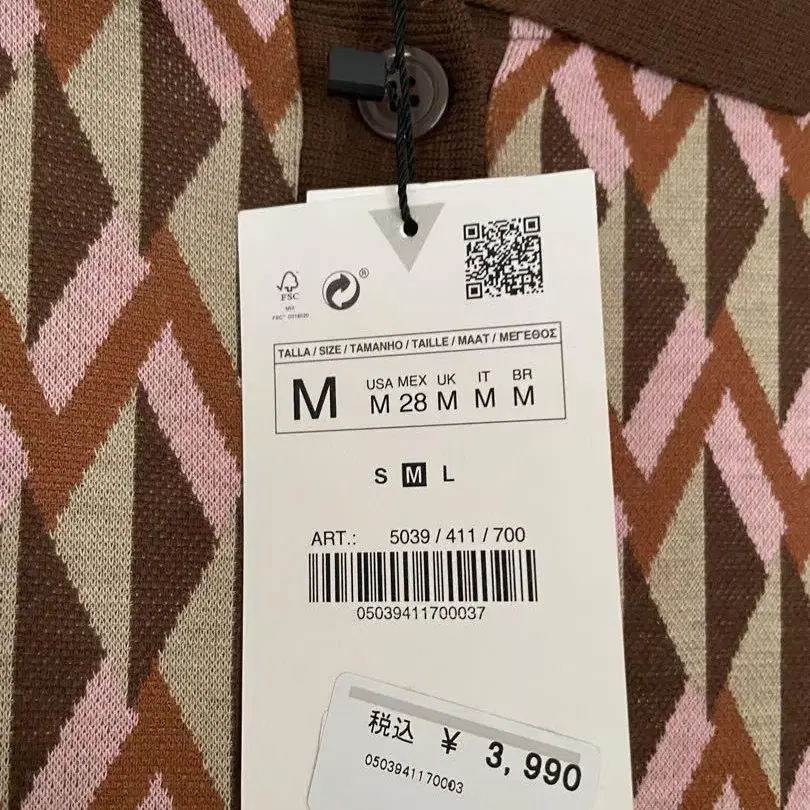 FSC
MIX
®
TALLA / SIZE / TAMANHO / TAILLE / MAAT / ΜΕΓΕΘΟΣ
M
USA MEX UK IT BR
M 28 M M M
S M L
ART.: 5039 / 411 / 700
05039411700037
税込 ¥ 3,990
0503941170003